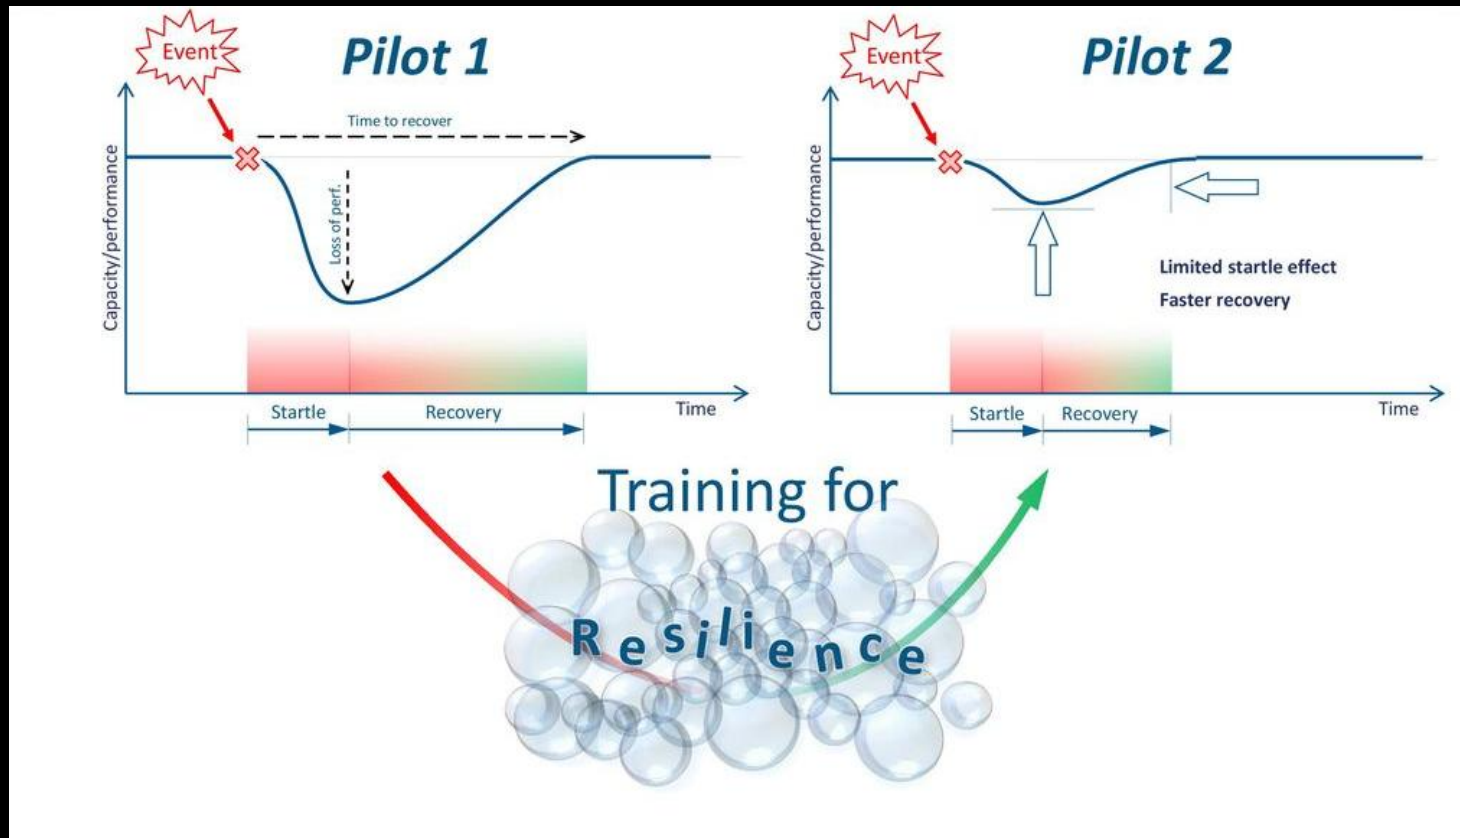 Event
Pilot 1
Time to recover
Loss of perf.
Capacity/performance
Startle
Recovery
Time
Event
Pilot 2
Capacity/performance
Limited startle effect
Faster recovery
Startle
Recovery
Time
Training for
Resilience